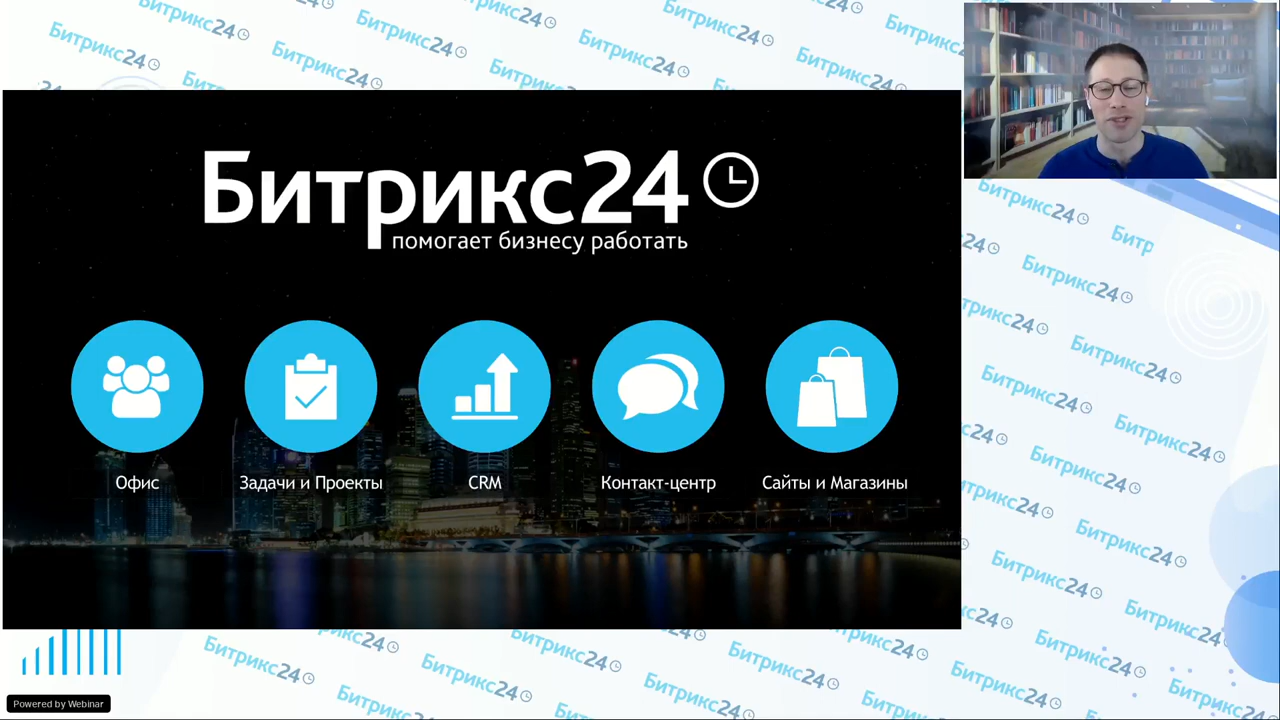 Битрикс24
помогает бизнесу работать
Офис
Задачи и Проекты
CRM
Контакт-центр
Сайты и Магазины
Powered by Webinar